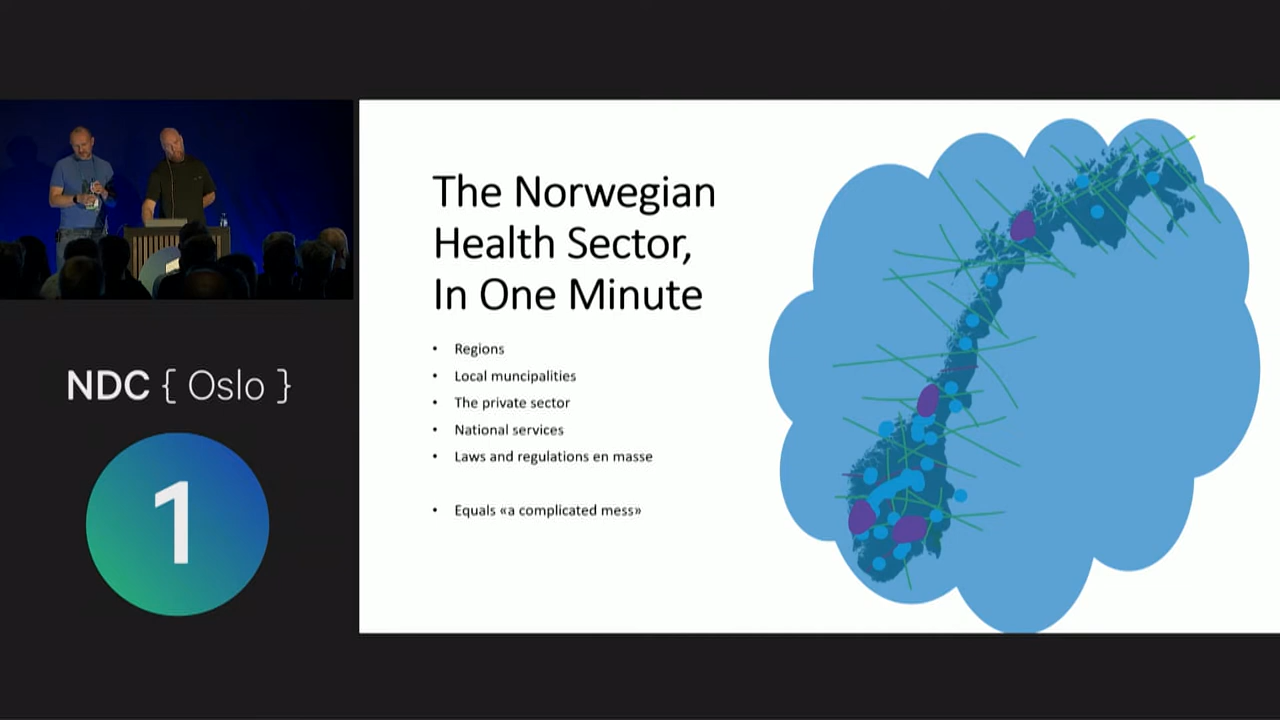 The Norwegian
Health Sector,
In One Minute
• Regions
• Local muncipalities
• The private sector
• National services
• Laws and regulations en masse
• Equals «a complicated mess»
NDC { Oslo }
1